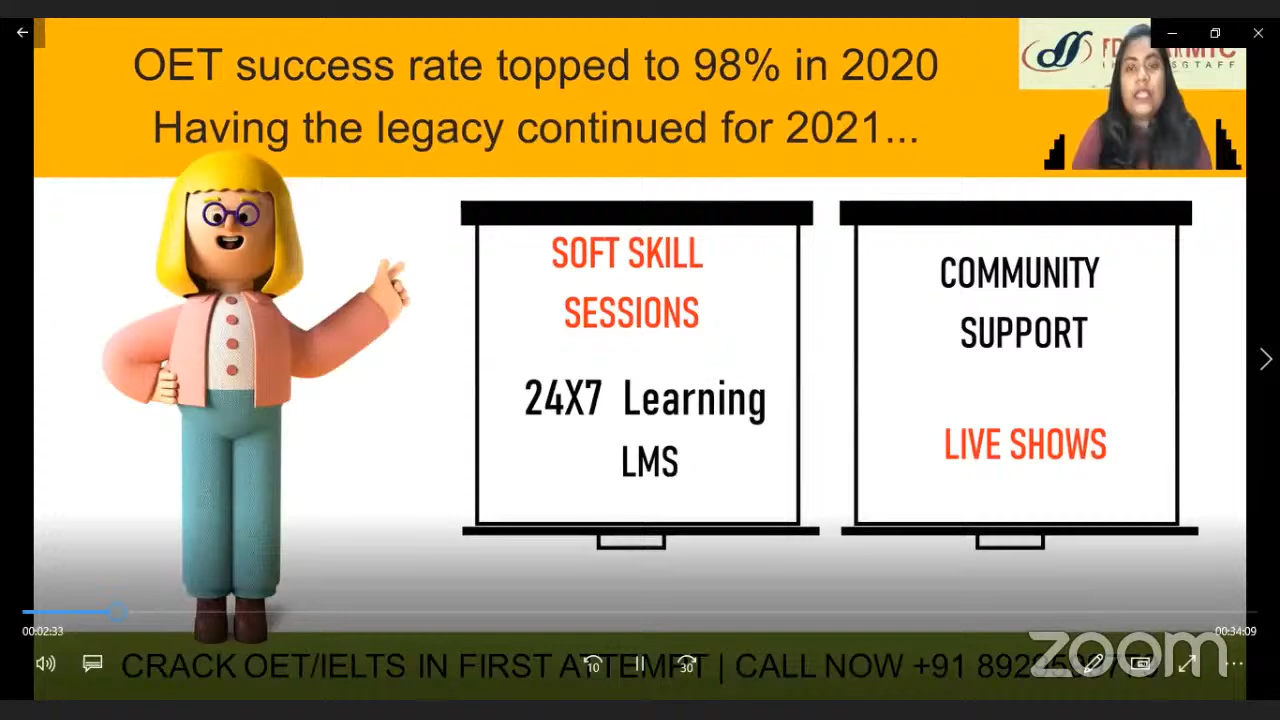 OET success rate topped to 98% in 2020
Having the legacy continued for 2021...
SOFT SKILL
SESSIONS
24X7 Learning
LMS
COMMUNITY
SUPPORT
LIVE SHOWS
00:02:33
00:34:09
10
30
CRACK OET/IELTS IN FIRST ATTEMPT | CALL NOW +91
zoom